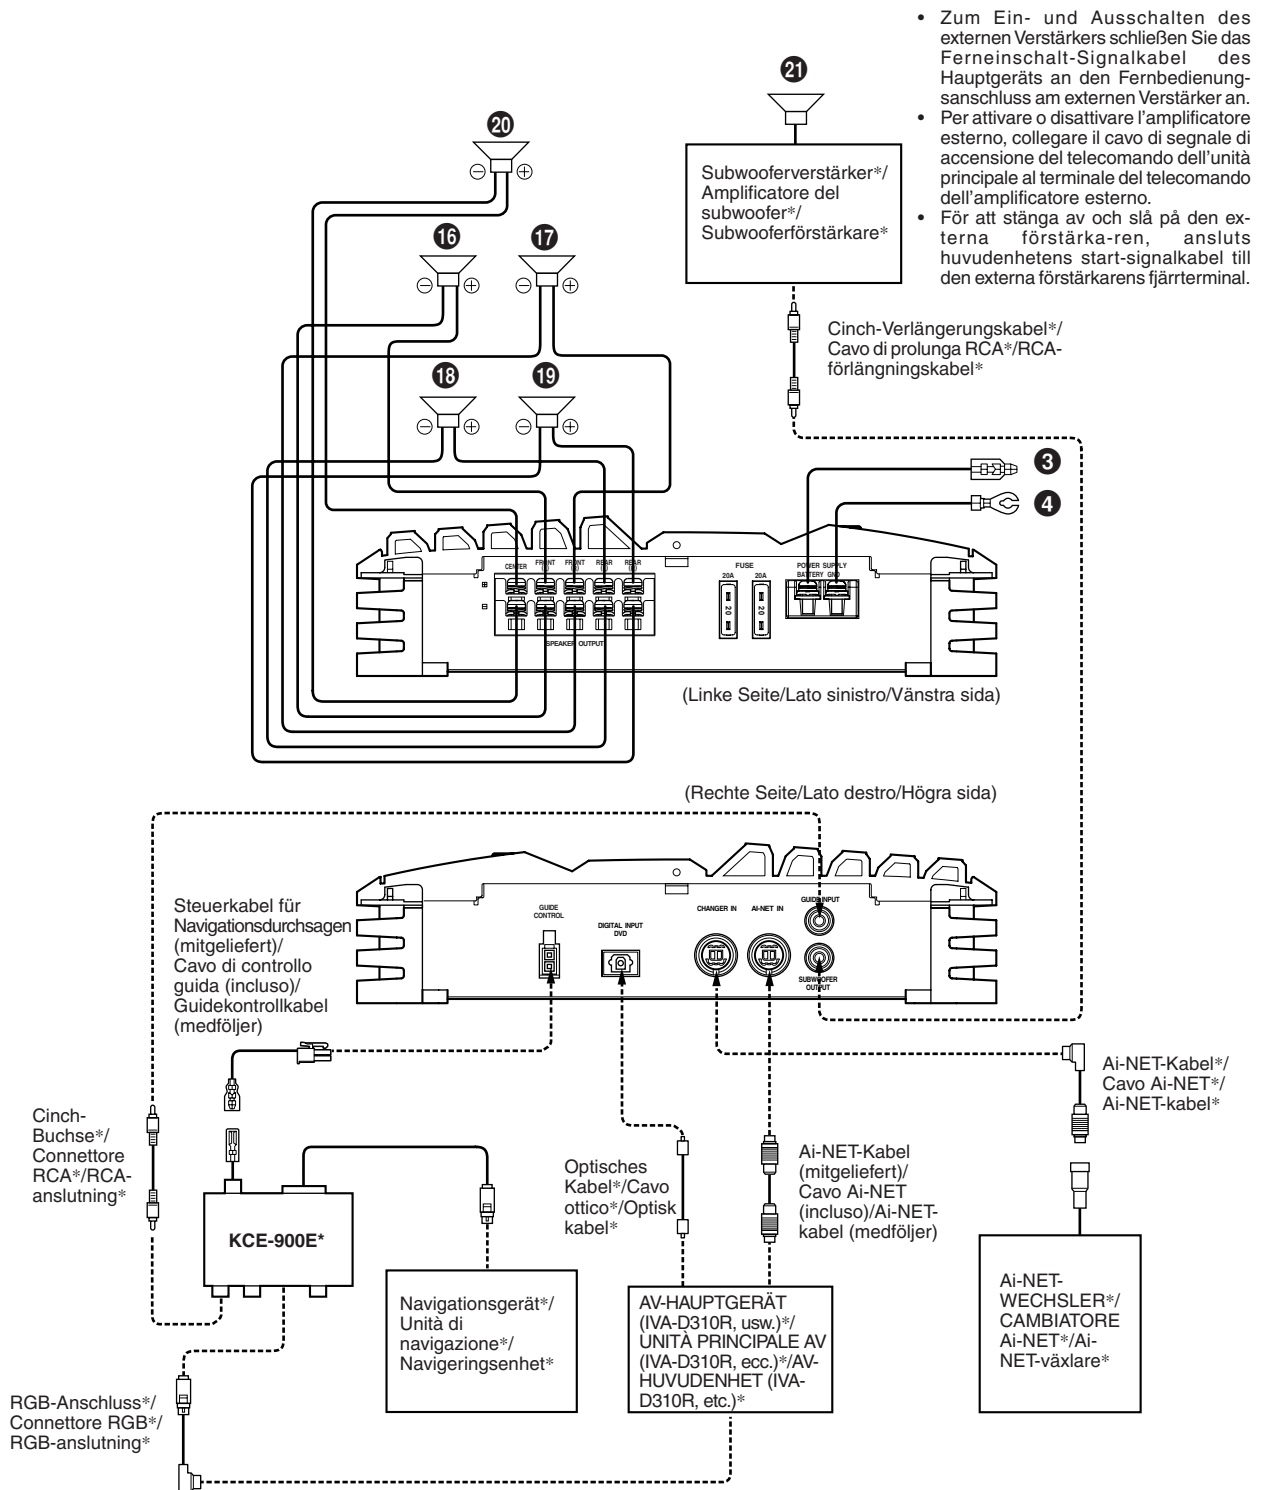 • Zum Ein- und Ausschalten des
externen Verstärkers schließen Sie das
Ferneinschalt-Signalkabel des
Hauptgeräts an den Fernbedienung-
sanschluss am externen Verstärker an.
• Per attivare o disattivare l'amplificatore
esterno, collegare il cavo di segnale di
accensione del telecomando dell'unità
principale al terminale del telecomando
dell'amplificatore esterno.
• För att stänga av och slå på den ex-
terna förstärka-ren, ansluts
huvudenhetens start-signalkabel till
den externa förstärkarens fjärrterminal.
21
20
Subwooferverstärker*/
Amplificatore del
subwoofer*/
Subwooferförstärkare*
16
17
Cinch-Verlängerungskabel*/
Cavo di prolunga RCA*/RCA-
förlängningskabel*
18
19
3
4
CENTER FRONT FRONT REAR REAR
FUSE
20A 20A
20 20
POWER SUPPLY
BATTERY GND
SPEAKER OUTPUT
(Linke Seite/Lato sinistro/Vänstra sida)
(Rechte Seite/Lato destro/Högra sida)
Steuerkabel für
Navigationsdurchsagen
(mitgeliefert)/
Cavo di controllo
guida (incluso)/
Guidekontrollkabel
(medföljer)
GUIDE
CONTROL
DIGITAL INPUT
DVD
CHANGER IN
Ai-NET IN
GUIDE INPUT
SUBWOOFER
OUTPUT
Ai-NET-Kabel*/
Cavo Ai-NET*/
Ai-NET-kabel*
Cinch-
Buchse*/
Connettore
RCA*/RCA-
anslutning*
Optisches
Kabel*/Cavo
ottico*/Optisk
kabel*
Ai-NET-Kabel
(mitgeliefert)/
Cavo Ai-NET
(incluso)/Ai-NET-
kabel (medföljer)
KCE-900E*
Navigationsgerät*/
Unità di
navigazione*/
Navigeringsenhet*
AV-HAUPTGERÄT
(IVA-D310R, usw.)*/
UNITÀ PRINCIPALE AV
(IVA-D310R, ecc.)*/AV-
HUVUDENHET (IVA-
D310R, etc.)*
Ai-NET-
WECHSLER*/
CAMBIATORE
Ai-NET*/Ai-
NET-växlare*
RGB-Anschluss*/
Connettore RGB*/
RGB-anslutning*